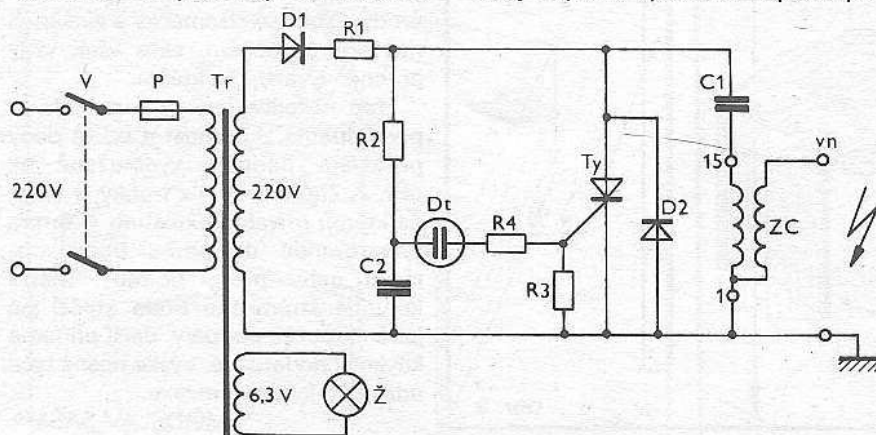 V
P
Tr
220V
220V
D1
R1
R2
C2
Dt
R4
R3
Ty
D2
C1
15
1
ZC
vn
6,3 V
Ž